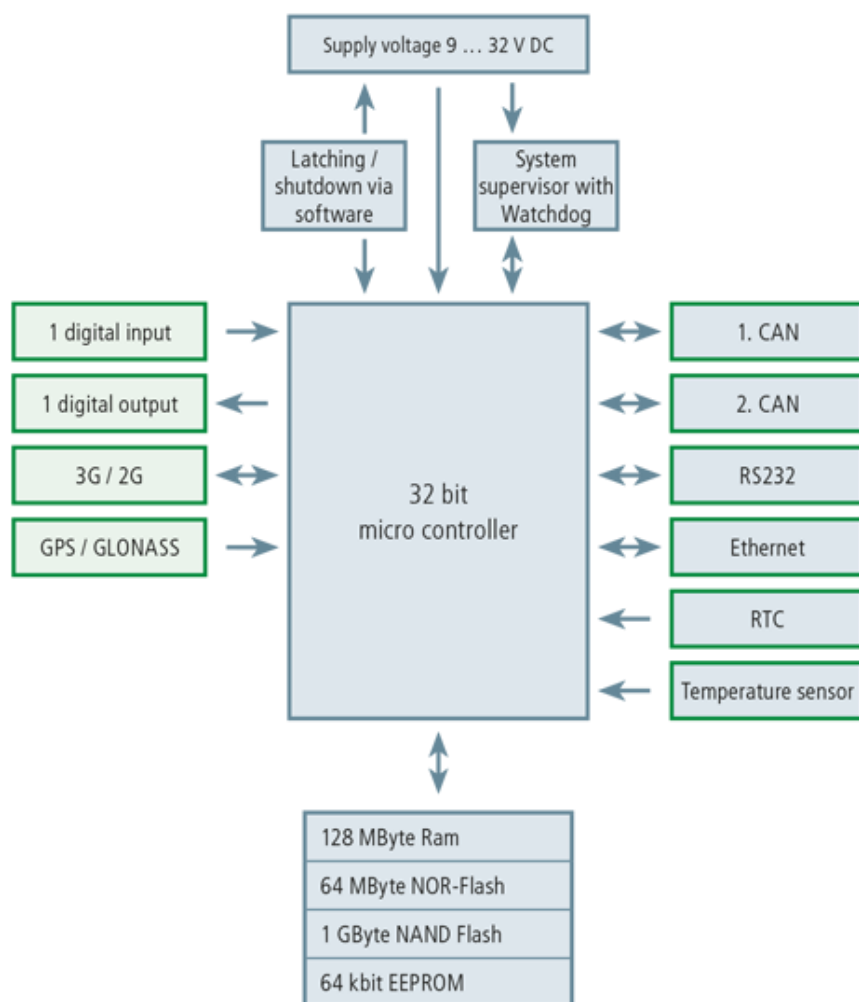 Supply voltage 9 … 32 V DC
Latching /
shutdown via
software
System
supervisor with
Watchdog
1 digital input
1 digital output
3G / 2G
GPS / GLONASS
32 bit
micro controller
1. CAN
2. CAN
RS232
Ethernet
RTC
Temperature sensor
128 MByte Ram
64 MByte NOR-Flash
1 GByte NAND Flash
64 kbit EEPROM